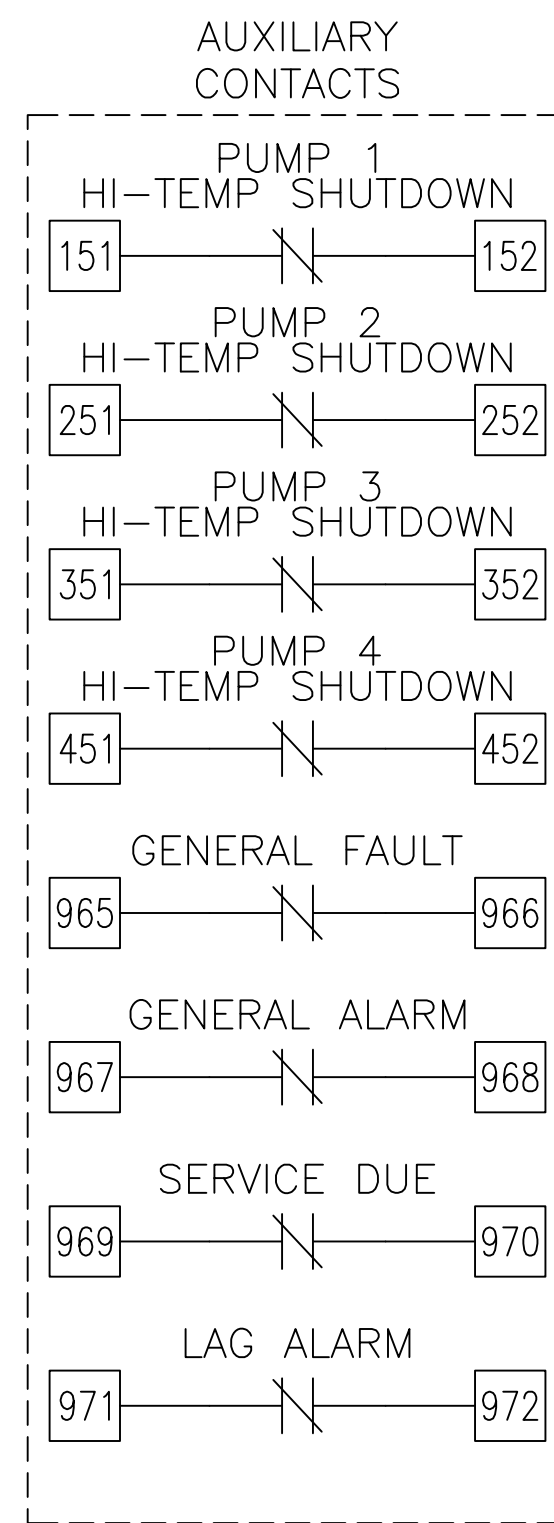 AUXILIARY
CONTACTS
PUMP 1
HI-TEMP SHUTDOWN
151 152
PUMP 2
HI-TEMP SHUTDOWN
251 252
PUMP 3
HI-TEMP SHUTDOWN
351 352
PUMP 4
HI-TEMP SHUTDOWN
451 452
GENERAL FAULT
965 966
GENERAL ALARM
967 968
SERVICE DUE
969 970
LAG ALARM
971 972